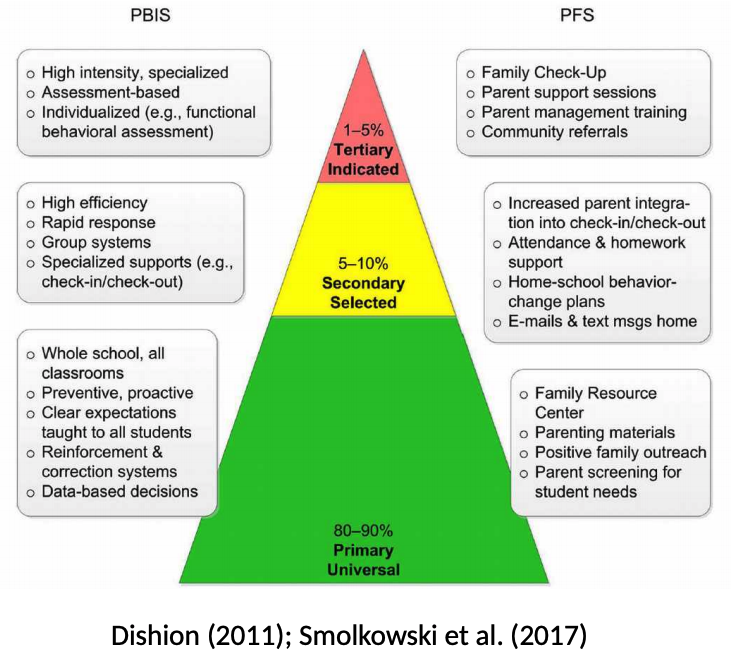 PBIS
PFS
○ High intensity, specialized
○ Assessment-based
○ Individualized (e.g., functional
behavioral assessment)
1–5%
Tertiary
Indicated
○ Family Check-Up
○ Parent support sessions
○ Parent management training
○ Community referrals
○ High efficiency
○ Rapid response
○ Group systems
○ Specialized supports (e.g.,
check-in/check-out)
5–10%
Secondary
Selected
○ Increased parent integra-
tion into check-in/check-out
○ Attendance & homework
support
○ Home-school behavior-
change plans
○ E-mails & text msgs home
○ Whole school, all
classrooms
○ Preventive, proactive
○ Clear expectations
taught to all students
○ Reinforcement &
correction systems
○ Data-based decisions
80–90%
Primary
Universal
○ Family Resource
Center
○ Parenting materials
○ Positive family outreach
○ Parent screening for
student needs
Dishion (2011); Smolkowski et al. (2017)